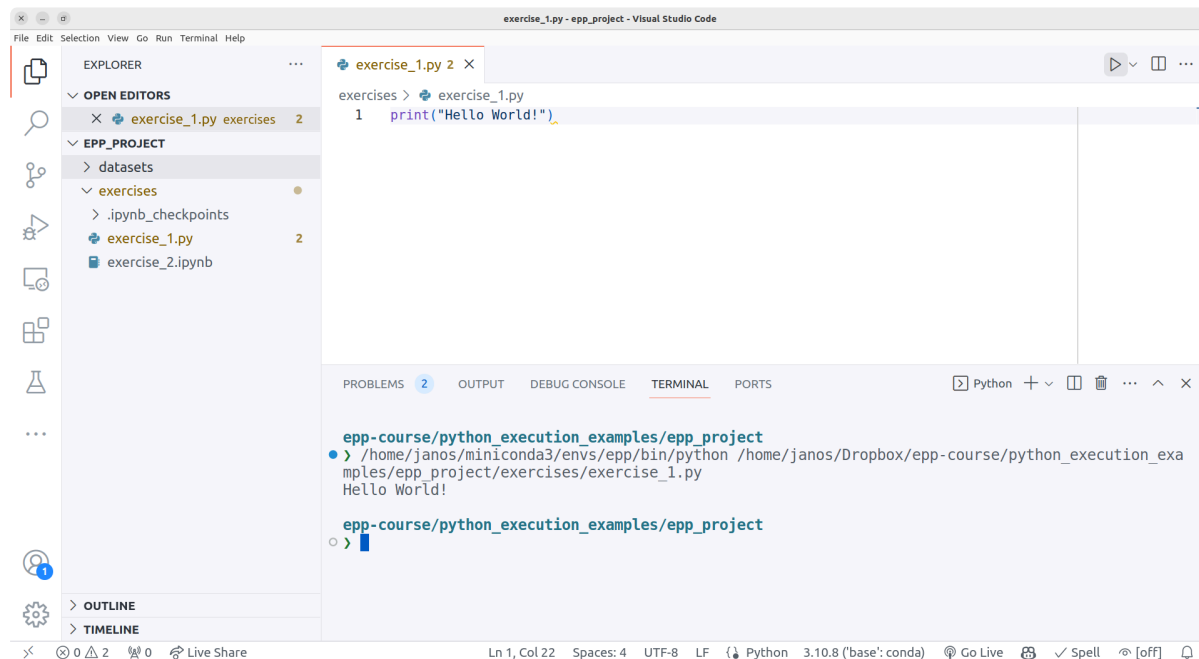 exercise_1.py - epp_project - Visual Studio Code
File Edit Selection View Go Run Terminal Help
EXPLORER
OPEN EDITORS
exercise_1.py exercises 2
EPP_PROJECT
datasets
exercises
.ipynb_checkpoints
exercise_1.py 2
exercise_2.ipynb
OUTLINE
TIMELINE
exercise_1.py 2
exercises > exercise_1.py
1 print("Hello World!")
PROBLEMS 2 OUTPUT DEBUG CONSOLE TERMINAL PORTS
Python
epp-course/python_execution_examples/epp_project
❯ /home/janos/miniconda3/envs/epp/bin/python /home/janos/Dropbox/epp-course/python_execution_exa
mples/epp_project/exercises/exercise_1.py
Hello World!
epp-course/python_execution_examples/epp_project
❯
1
0 2 0 Live Share Ln 1, Col 22 Spaces: 4 UTF-8 LF Python 3.10.8 ('base': conda) Go Live Spell [off]